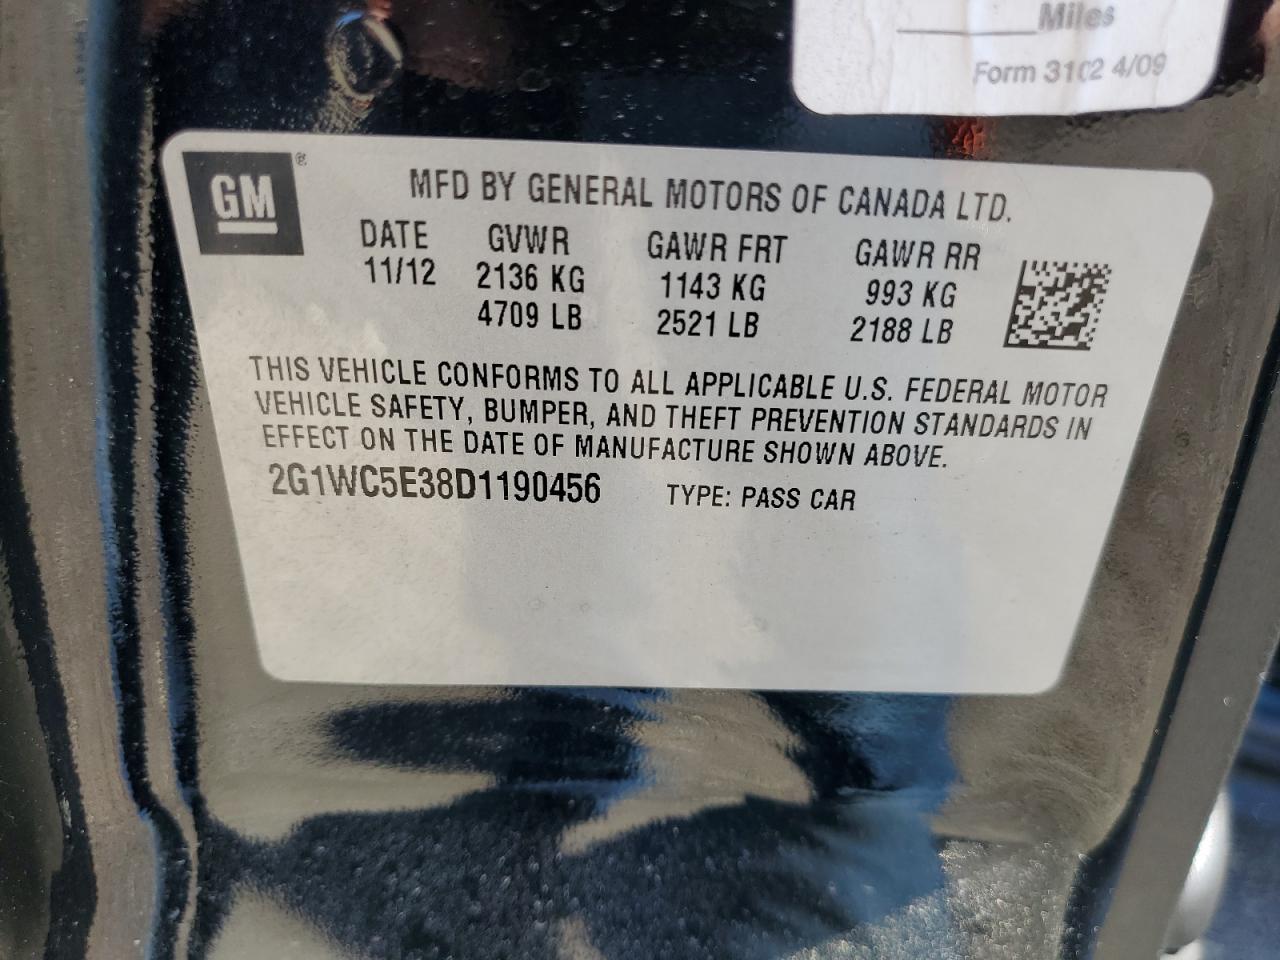 Miles
Form 3102 4/09
GM®
MFD BY GENERAL MOTORS OF CANADA LTD.
DATE GVWR GAWR FRT GAWR RR
11/12 2136 KG 1143 KG 993 KG
4709 LB 2521 LB 2188 LB
THIS VEHICLE CONFORMS TO ALL APPLICABLE U.S. FEDERAL MOTOR
VEHICLE SAFETY, BUMPER, AND THEFT PREVENTION STANDARDS IN
EFFECT ON THE DATE OF MANUFACTURE SHOWN ABOVE.
2G1WC5E38D1190456 TYPE: PASS CAR